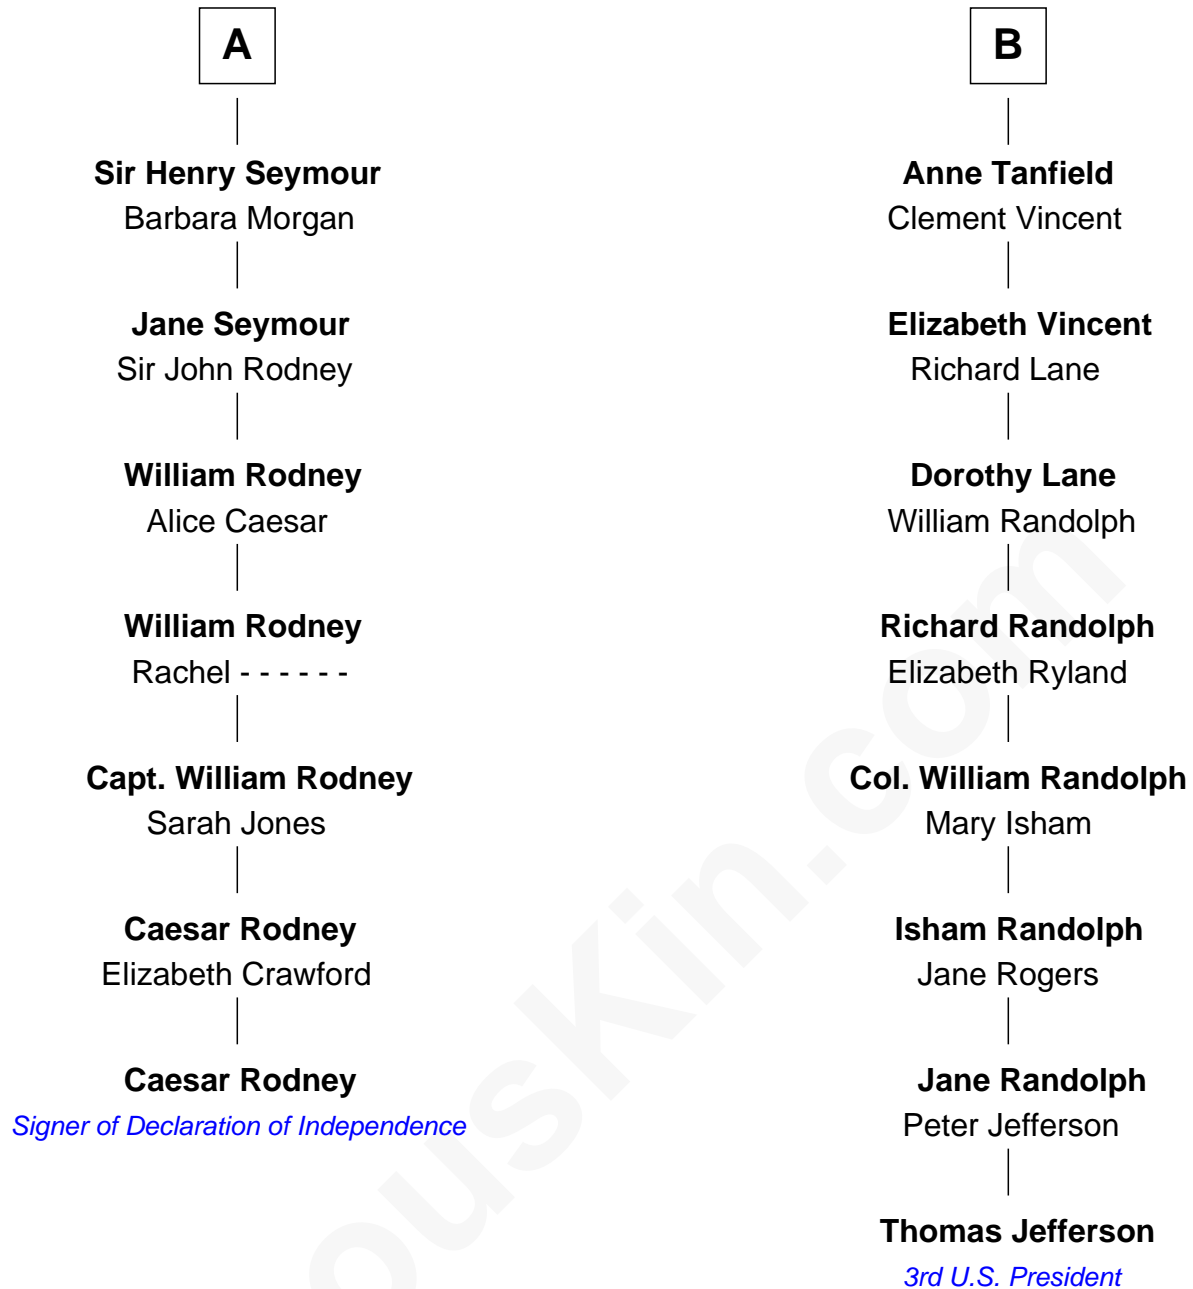 A
Sir Henry Seymour
Barbara Morgan
Jane Seymour
Sir John Rodney
William Rodney
Alice Caesar
William Rodney
Rachel - - - - - -
Capt. William Rodney
Sarah Jones
Caesar Rodney
Elizabeth Crawford
Caesar Rodney
Signer of Declaration of Independence
B
Anne Tanfield
Clement Vincent
Elizabeth Vincent
Richard Lane
Dorothy Lane
William Randolph
Richard Randolph
Elizabeth Ryland
Col. William Randolph
Mary Isham
Isham Randolph
Jane Rogers
Jane Randolph
Peter Jefferson
Thomas Jefferson
3rd U.S. President
ousKin.com